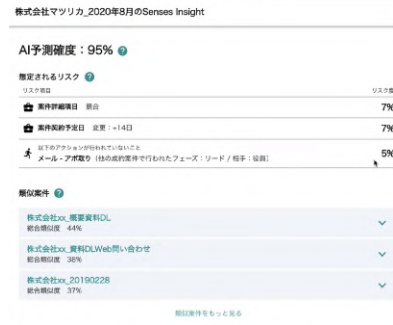 株式会社マツリカ_2020年8月のSenses Insight
AI予測確度：95% ?
想定されるリスク ?
リスク項目 リスク度
案件詳細項目 競合 7%
案件契約予定日 変更：+14日 7%
以下のアクションが行われていないこと
メール・アポ取り（他の成約案件で行われたフェーズ：リード / 相手：役員） 5%
類似案件 ?
株式会社xx_概要資料DL
総合類似度 44%
株式会社xx_資料DLWeb問い合わせ
総合類似度 38%
株式会社xx_20190228
総合類似度 37%
類似案件をもっと見る